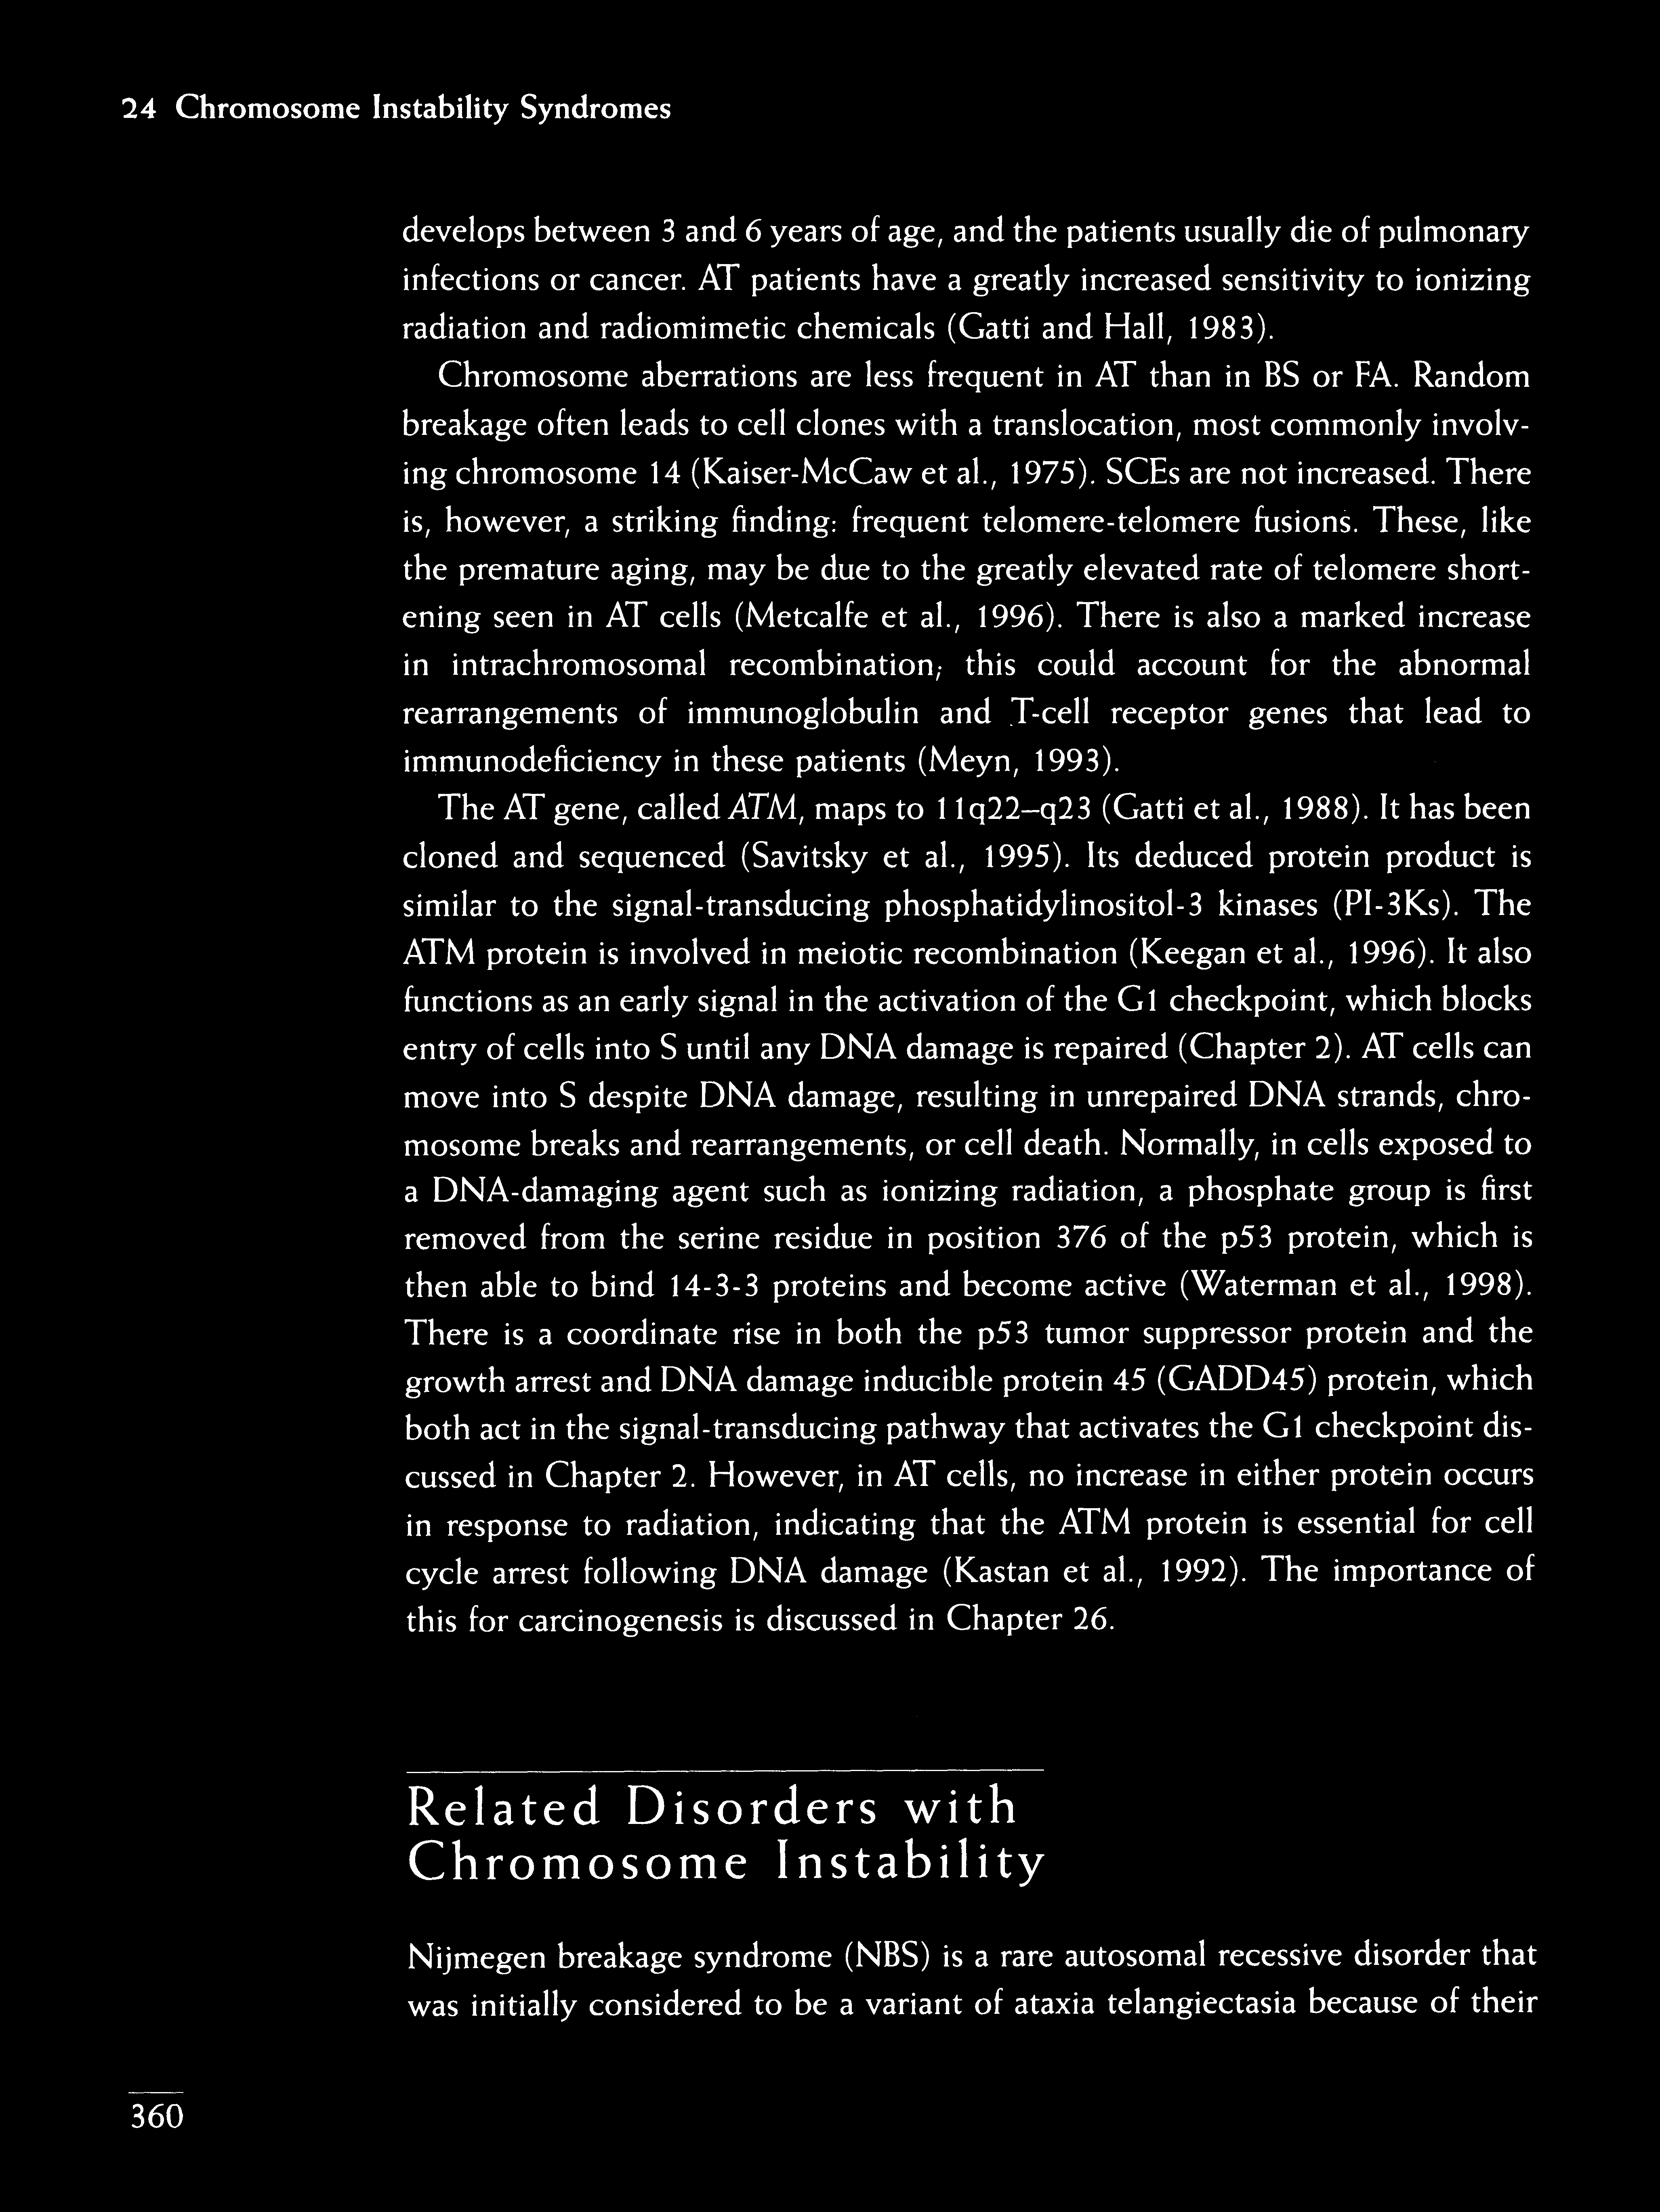 24 Chromosome Instability Syndromes
develops between 3 and 6 years of age, and the patients usually die of pulmonary
infections or cancer. AT patients have a greatly increased sensitivity to ionizing
radiation and radiomimetic chemicals (Gatti and Hall, 1983).
Chromosome aberrations are less frequent in AT than in BS or FA. Random
breakage often leads to cell clones with a translocation, most commonly involv-
ing chromosome 14 (Kaiser-McCaw et al., 1975). SCEs are not increased. There
is, however, a striking finding: frequent telomere-telomere fusions. These, like
the premature aging, may be due to the greatly elevated rate of telomere short-
ening seen in AT cells (Metcalfe et al., 1996). There is also a marked increase
in intrachromosomal recombination; this could account for the abnormal
rearrangements of immunoglobulin and T-cell receptor genes that lead to
immunodeficiency in these patients (Meyn, 1993).
The AT gene, called ATM, maps to 11q22–q23 (Gatti et al., 1988). It has been
cloned and sequenced (Savitsky et al., 1995). Its deduced protein product is
similar to the signal-transducing phosphatidylinositol-3 kinases (PI-3Ks). The
ATM protein is involved in meiotic recombination (Keegan et al., 1996). It also
functions as an early signal in the activation of the G1 checkpoint, which blocks
entry of cells into S until any DNA damage is repaired (Chapter 2). AT cells can
move into S despite DNA damage, resulting in unrepaired DNA strands, chro-
mosome breaks and rearrangements, or cell death. Normally, in cells exposed to
a DNA-damaging agent such as ionizing radiation, a phosphate group is first
removed from the serine residue in position 376 of the p53 protein, which is
then able to bind 14-3-3 proteins and become active (Waterman et al., 1998).
There is a coordinate rise in both the p53 tumor suppressor protein and the
growth arrest and DNA damage inducible protein 45 (GADD45) protein, which
both act in the signal-transducing pathway that activates the G1 checkpoint dis-
cussed in Chapter 2. However, in AT cells, no increase in either protein occurs
in response to radiation, indicating that the ATM protein is essential for cell
cycle arrest following DNA damage (Kastan et al., 1992). The importance of
this for carcinogenesis is discussed in Chapter 26.
Related Disorders with
Chromosome Instability
Nijmegen breakage syndrome (NBS) is a rare autosomal recessive disorder that
was initially considered to be a variant of ataxia telangiectasia because of their
360